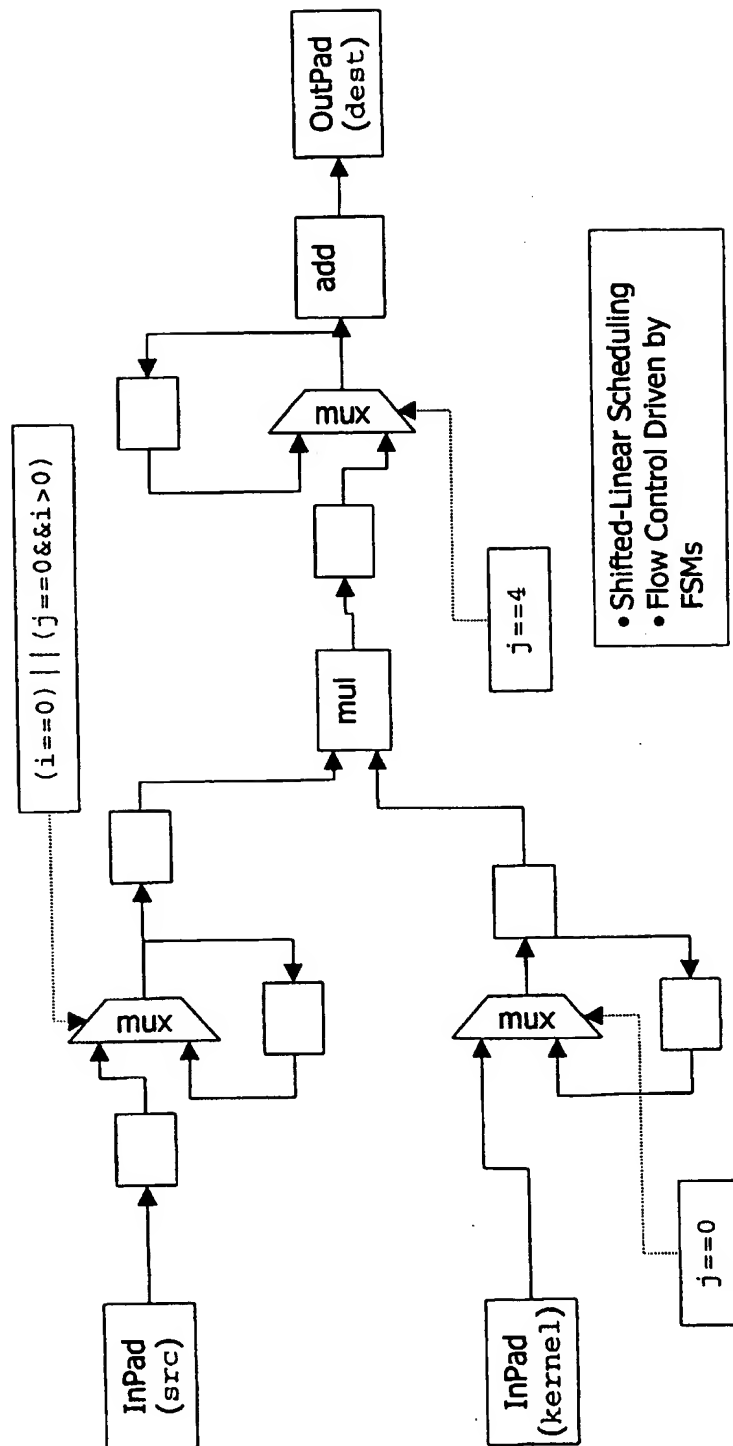 InPad
(src)
mux
(i==0)||(j==0&&i>0)
InPad
(kernel)
mux
j==0
mul
mux
j==4
add
OutPad
(dest)
• Shifted-Linear Scheduling
• Flow Control Driven by
FSMs